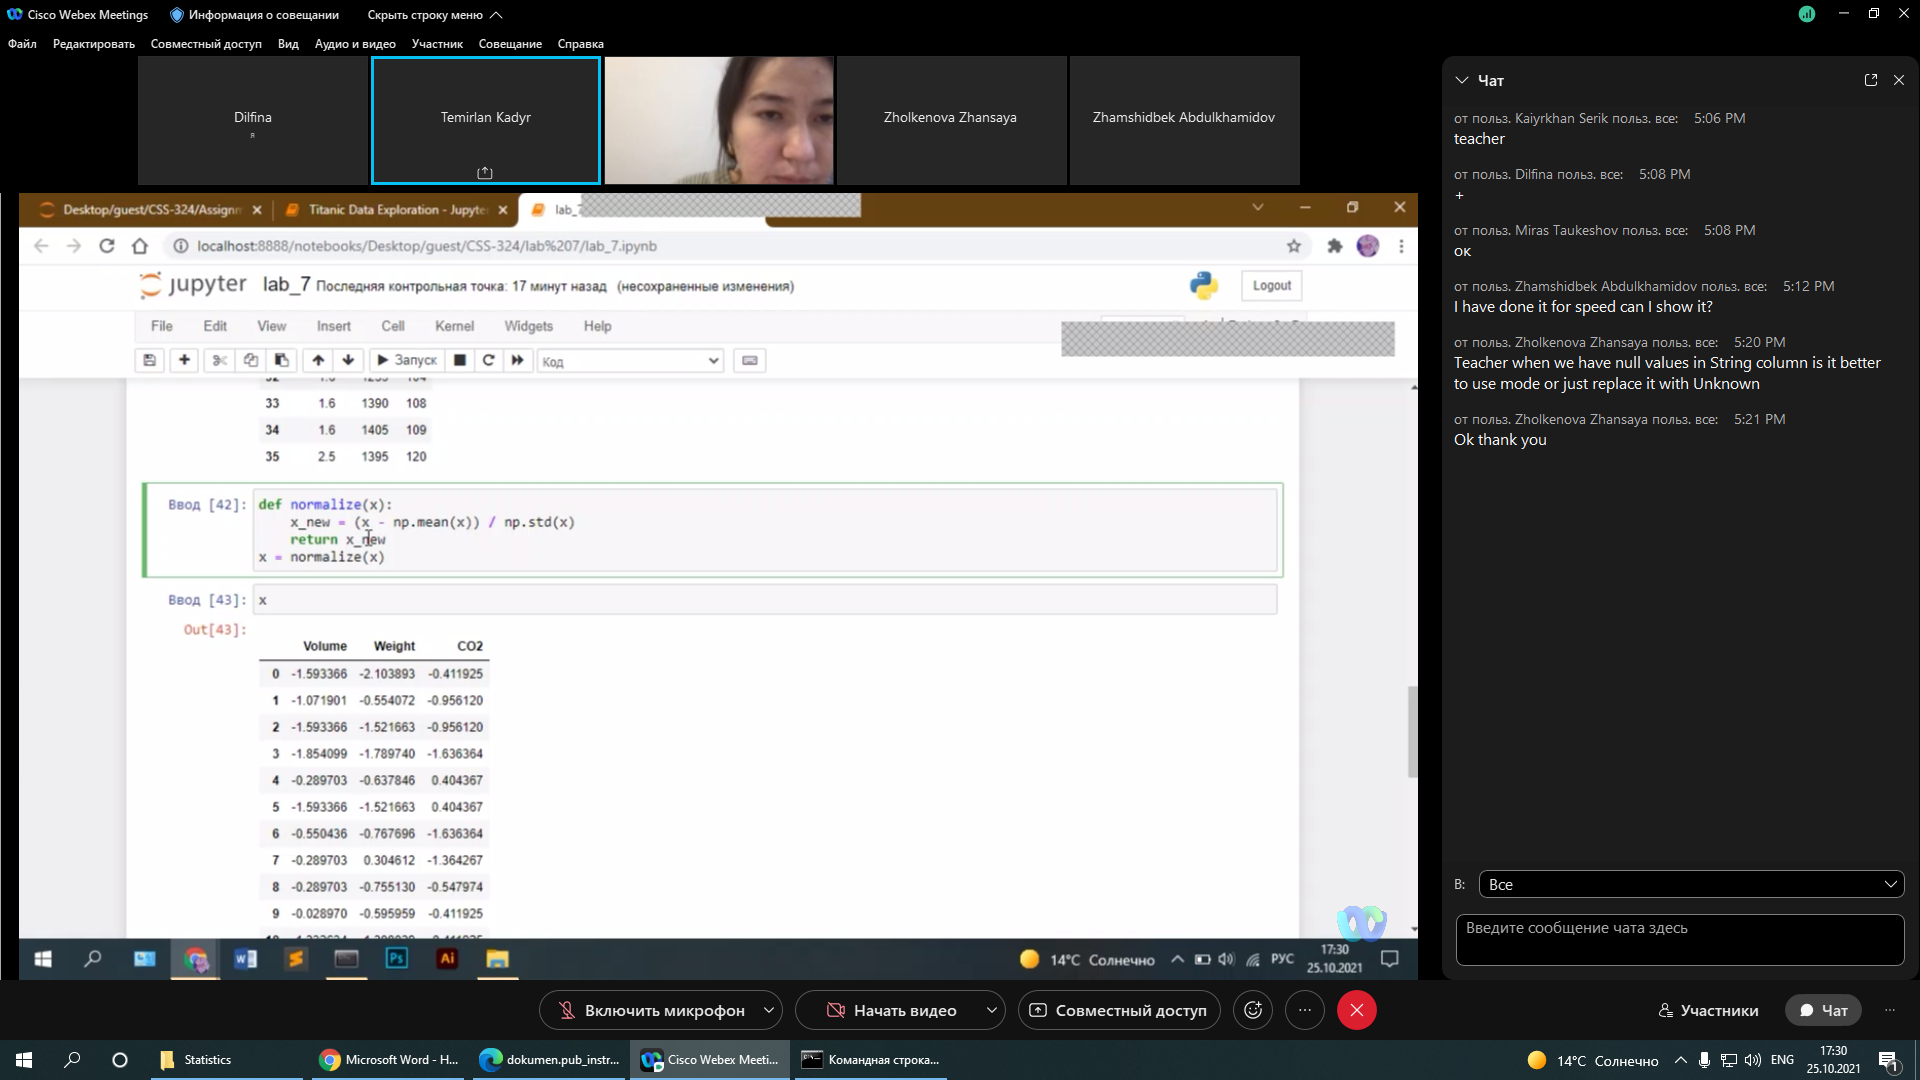 Cisco Webex Meetings Информация о совещании Скрыть строку меню
Файл Редактировать Совместный доступ Вид Аудио и видео Участник Совещание Справка
Dilfina
я
Temirlan Kadyr
Zholkenova Zhansaya
Zhamshidbek Abdulkhamidov
Desktop/guest/CSS-324/Assignm
Titanic Data Exploration - Jupyte
lab_7
localhost:8888/notebooks/Desktop/guest/CSS-324/lab%207/lab_7.ipynb
jupyter lab_7 Последняя контрольная точка: 17 минут назад (несохраненные изменения)
Logout
File Edit View Insert Cell Kernel Widgets Help
Запуск Код
33 1.6 1390 108
34 1.6 1405 109
35 2.5 1395 120
Ввод [42]: def normalize(x):
x_new = (x - np.mean(x)) / np.std(x)
return x_new
x = normalize(x)
Ввод [43]: x
Out[43]:
Volume Weight CO2
0 -1.593366 -2.103893 -0.411925
1 -1.071901 -0.554072 -0.956120
2 -1.593366 -1.521663 -0.956120
3 -1.854099 -1.789740 -1.636364
4 -0.289703 -0.637846 0.404367
5 -1.593366 -1.521663 0.404367
6 -0.550436 -0.767696 -1.636364
7 -0.289703 0.304612 -1.364267
8 -0.289703 -0.755130 -0.547974
9 -0.028970 -0.595959 -0.411925
14°C Солнечно РУС 17:30
25.10.2021
Чат
от польз. Kaiyrkhan Serik польз. все: 5:06 PM
teacher
от польз. Dilfina польз. все: 5:08 PM
+
от польз. Miras Taukeshov польз. все: 5:08 PM
ок
от польз. Zhamshidbek Abdulkhamidov польз. все: 5:12 PM
I have done it for speed can I show it?
от польз. Zholkenova Zhansaya польз. все: 5:20 PM
Teacher when we have null values in String column is it better
to use mode or just replace it with Unknown
от польз. Zholkenova Zhansaya польз. все: 5:21 PM
Ok thank you
В: Все
Введите сообщение чата здесь
Включить микрофон Начать видео Совместный доступ Участники Чат
Statistics Microsoft Word - H... dokumen.pub_instr... Cisco Webex Meeti... Командная строка...
14°C Солнечно ENG 17:30
25.10.2021
1